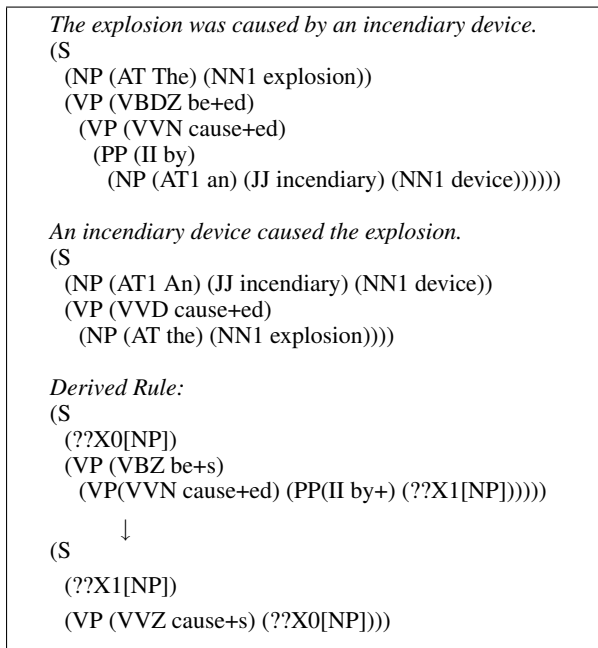 The explosion was caused by an incendiary device.
(S
(NP (AT The) (NN1 explosion))
(VP (VBDZ be+ed)
(VP (VVN cause+ed)
(PP (II by)
(NP (AT1 an) (JJ incendiary) (NN1 device))))))
An incendiary device caused the explosion.
(S
(NP (AT1 An) (JJ incendiary) (NN1 device))
(VP (VVD cause+ed)
(NP (AT the) (NN1 explosion))))
Derived Rule:
(S
(??X0[NP])
(VP (VBZ be+s)
(VP(VVN cause+ed) (PP(II by+) (??X1[NP])))))
↓
(S
(??X1[NP])
(VP (VVZ cause+s) (??X0[NP])))